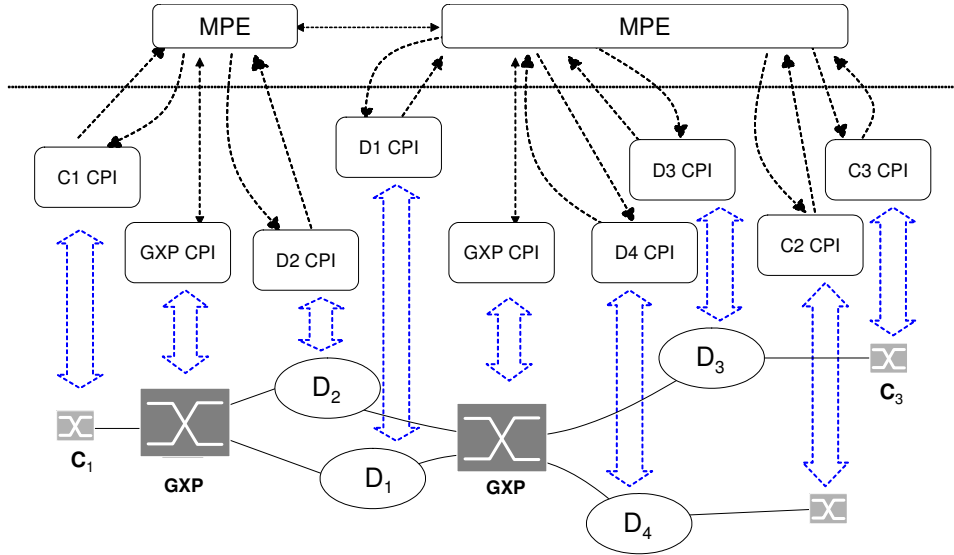 MPE
MPE
D1 CPI
C1 CPI
D3 CPI
C3 CPI
GXP CPI
D2 CPI
GXP CPI
D4 CPI
C2 CPI
D₂
D₃
C₃
C₁
GXP
D₁
GXP
D₄